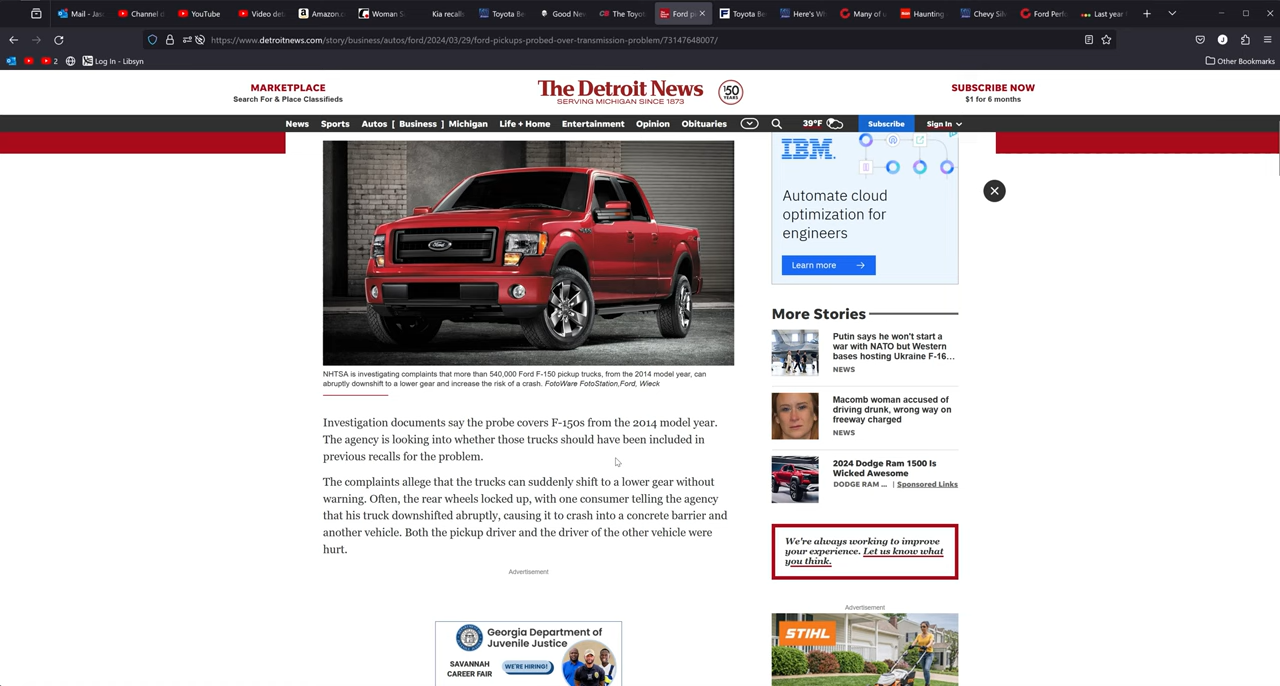 Mail - Jas
Channel d
YouTube
Video det
Amazon.c
Woman S
Kia recall
Toyota Be
Good Ne
The Toyot
Ford pi
Toyota Be
Here's W
Many of
Haunting
Chevy Silv
Ford Perf
Last year
https://www.detroitnews.com/story/business/autos/ford/2024/03/29/ford-pickups-probed-over-transmission-problem/73147648007/
2
Log In - Libsyn
Other Bookmarks
MARKETPLACE
Search For & Place Classifieds
The Detroit News
SERVING MICHIGAN SINCE 1873
150
YEARS
SUBSCRIBE NOW
$1 for 6 months
News Sports Autos [ Business ] Michigan Life + Home Entertainment Opinion Obituaries 39°F Subscribe Sign In
Ford
NHTSA is investigating complaints that more than 540,000 Ford F-150 pickup trucks, from the 2014 model year, can
abruptly downshift to a lower gear and increase the risk of a crash. FotoWare FotoStation,Ford, Wieck
Investigation documents say the probe covers F-150s from the 2014 model year.
The agency is looking into whether those trucks should have been included in
previous recalls for the problem.
The complaints allege that the trucks can suddenly shift to a lower gear without
warning. Often, the rear wheels locked up, with one consumer telling the agency
that his truck downshifted abruptly, causing it to crash into a concrete barrier and
another vehicle. Both the pickup driver and the driver of the other vehicle were
hurt.
Advertisement
Georgia Department of
Juvenile Justice
SAVANNAH
CAREER FAIR
WE'RE HIRING!
IBM.
Automate cloud
optimization for
engineers
Learn more
More Stories
Putin says he won't start a
war with NATO but Western
bases hosting Ukraine F-16...
NEWS
Macomb woman accused of
driving drunk, wrong way on
freeway charged
NEWS
2024 Dodge Ram 1500 Is
Wicked Awesome
DODGE RAM ... | Sponsored Links
We're always working to improve
your experience. Let us know what
you think.
Advertisement
STIHL